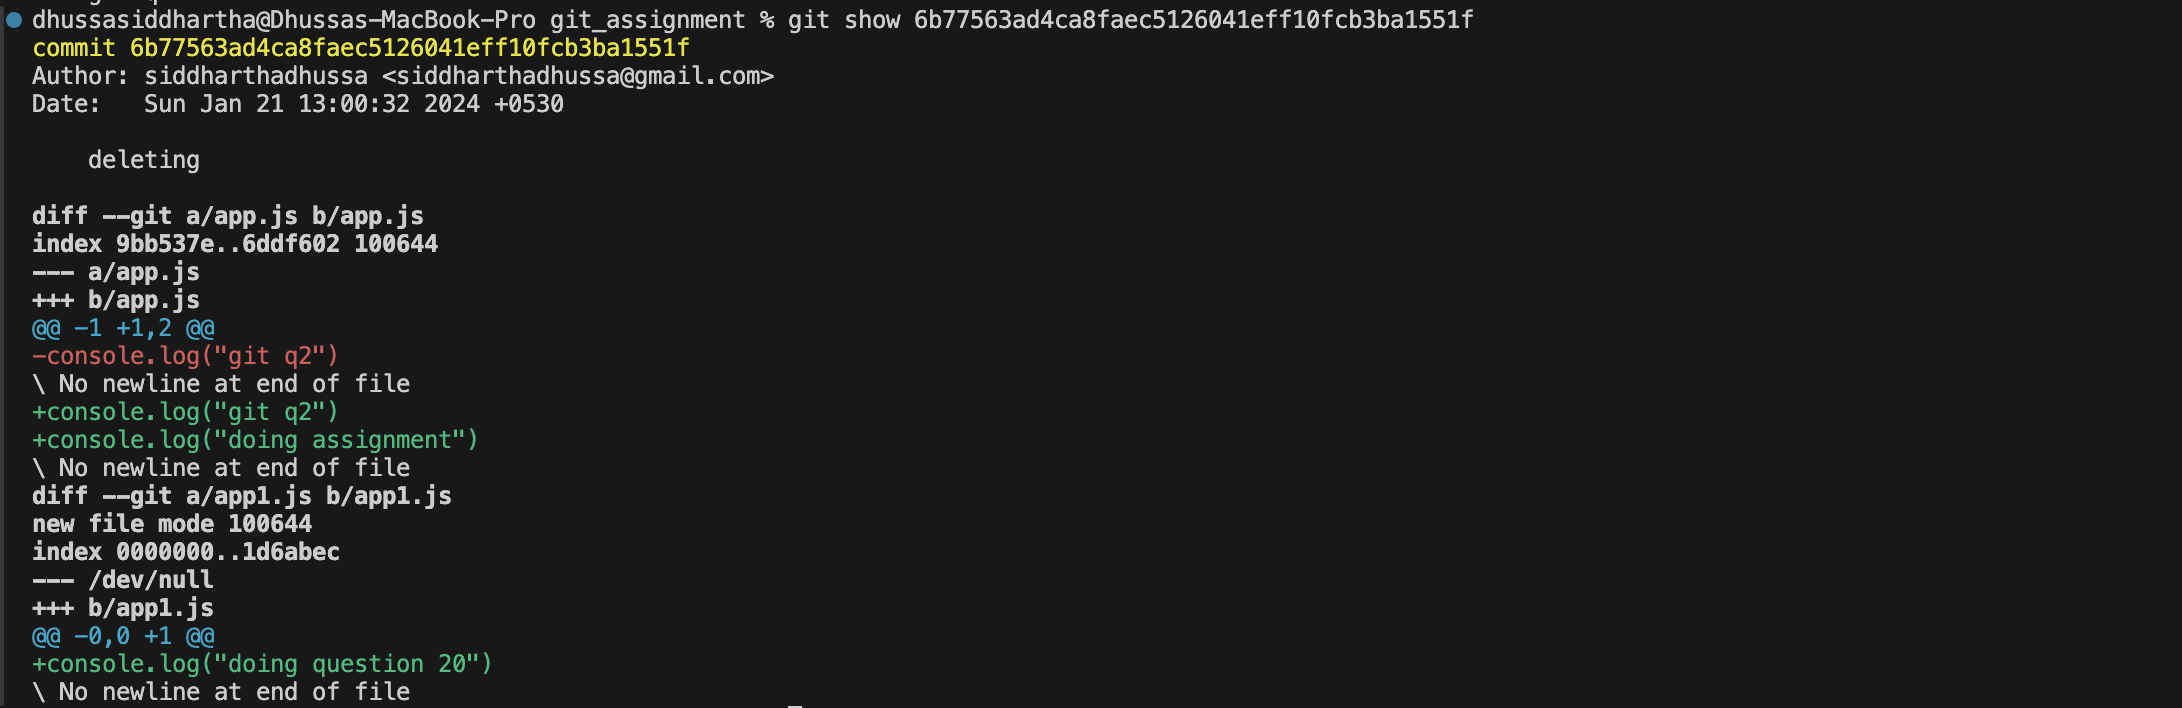 dhussasiddhartha@Dhussas-MacBook-Pro git_assignment % git show 6b77563ad4ca8faec5126041eff10fcb3ba1551f
commit 6b77563ad4ca8faec5126041eff10fcb3ba1551f
Author: siddharthadhussa <siddharthadhussa@gmail.com>
Date:   Sun Jan 21 13:00:32 2024 +0530

    deleting

diff --git a/app.js b/app.js
index 9bb537e..6ddf602 100644
--- a/app.js
+++ b/app.js
@@ -1 +1,2 @@
-console.log("git q2")
\ No newline at end of file
+console.log("git q2")
+console.log("doing assignment")
\ No newline at end of file
diff --git a/app1.js b/app1.js
new file mode 100644
index 0000000..1d6abec
--- /dev/null
+++ b/app1.js
@@ -0,0 +1 @@
+console.log("doing question 20")
\ No newline at end of file